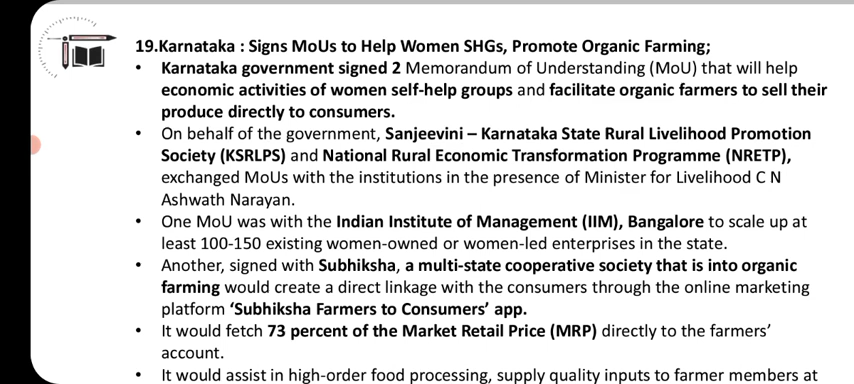 19.Karnataka : Signs MoUs to Help Women SHGs, Promote Organic Farming;
• Karnataka government signed 2 Memorandum of Understanding (MoU) that will help
economic activities of women self-help groups and facilitate organic farmers to sell their
produce directly to consumers.
• On behalf of the government, Sanjeevini – Karnataka State Rural Livelihood Promotion
Society (KSRLPS) and National Rural Economic Transformation Programme (NRETP),
exchanged MoUs with the institutions in the presence of Minister for Livelihood C N
Ashwath Narayan.
• One MoU was with the Indian Institute of Management (IIM), Bangalore to scale up at
least 100-150 existing women-owned or women-led enterprises in the state.
• Another, signed with Subhiksha, a multi-state cooperative society that is into organic
farming would create a direct linkage with the consumers through the online marketing
platform ‘Subhiksha Farmers to Consumers’ app.
• It would fetch 73 percent of the Market Retail Price (MRP) directly to the farmers’
account.
• It would assist in high-order food processing, supply quality inputs to farmer members at